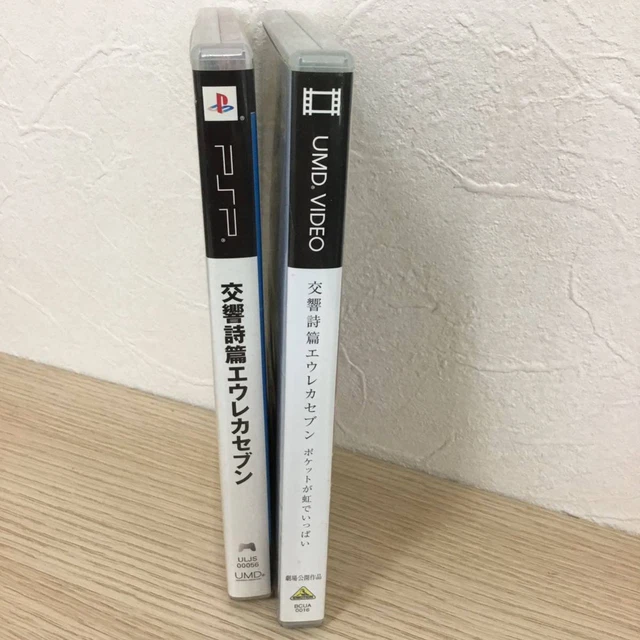 PSP®
交響詩篇エウレカセブン
ULJS
00056
UMD
UMD® VIDEO
交響詩篇エウレカセブン ポケットが虹でいっぱい
劇場公開作品
BCUA
0016